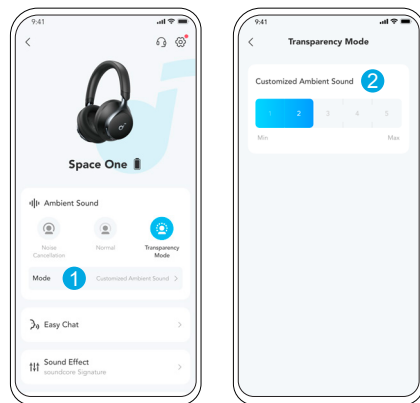 9:41
Space One
Ambient Sound
Noise
Cancellation
Normal
Transparency
Mode
Mode
1
Customized Ambient Sound >
Easy Chat >
Sound Effect >
soundcore Signature
9:41
< Transparency Mode
Customized Ambient Sound
2
1 2 3 4 5
Min Max